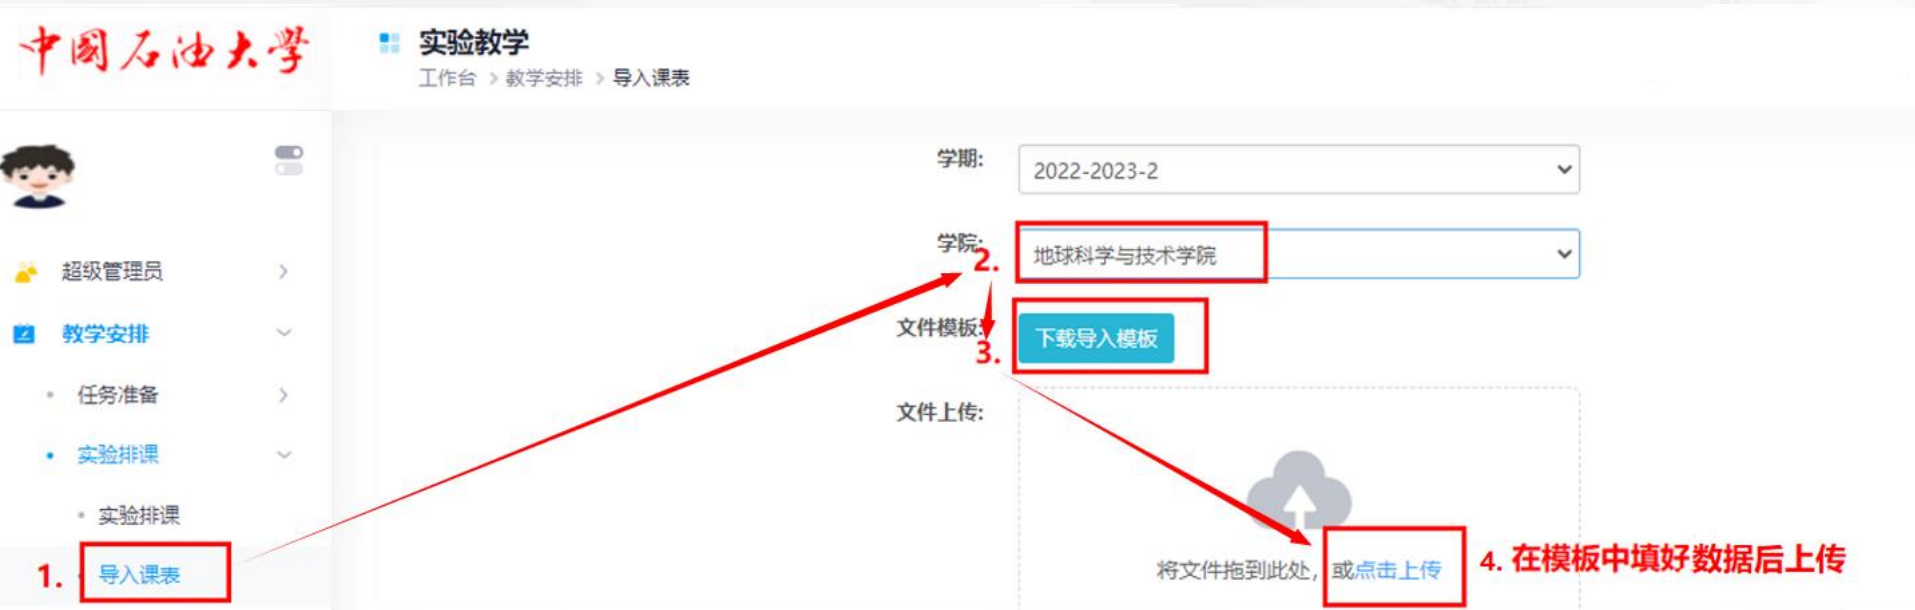 中國石油大學
实验教学
工作台 > 教学安排 > 导入课表
超级管理员
教学安排
任务准备
实验排课
实验排课
1. 导入课表
学期: 2022-2023-2
学院: 2. 地球科学与技术学院
文件模板: 下载导入模板
3.
文件上传:
将文件拖到此处，或点击上传
4. 在模板中填好数据后上传